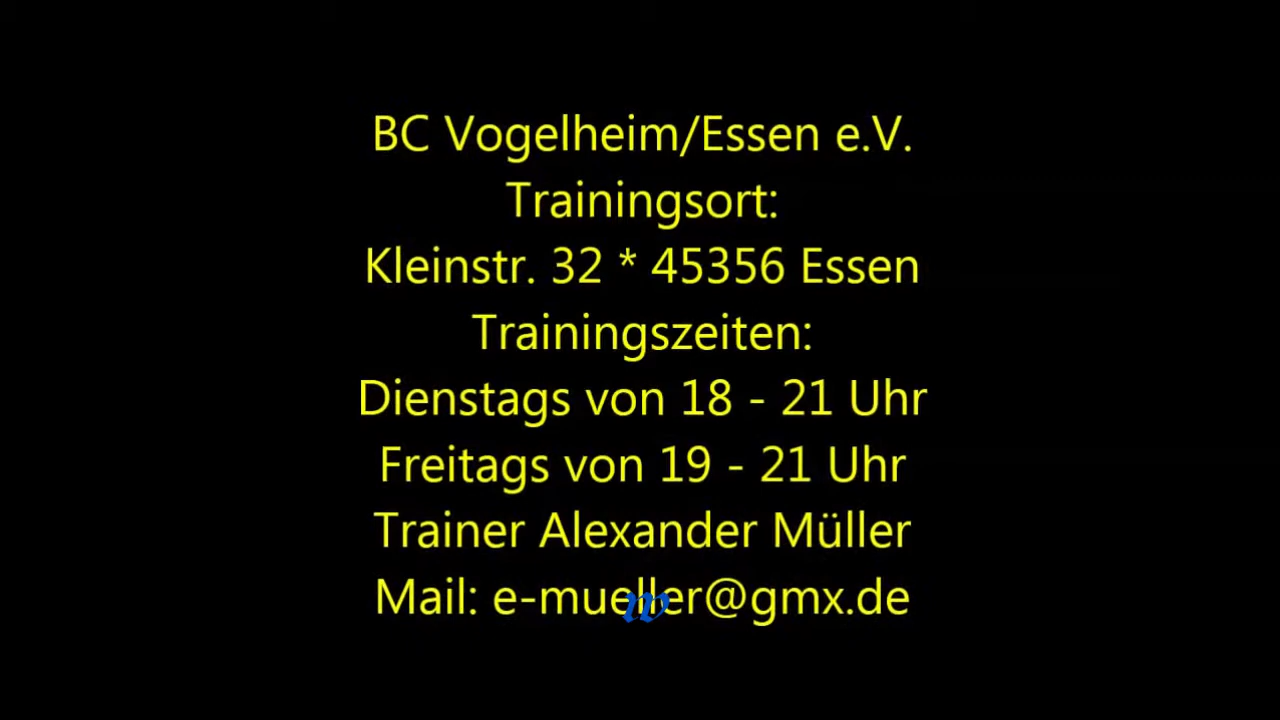 BC Vogelheim/Essen e.V.
Trainingsort:
Kleinstr. 32 * 45356 Essen
Trainingszeiten:
Dienstags von 18 - 21 Uhr
Freitags von 19 - 21 Uhr
Trainer Alexander Müller
Mail: e-mueller@gmx.de
w